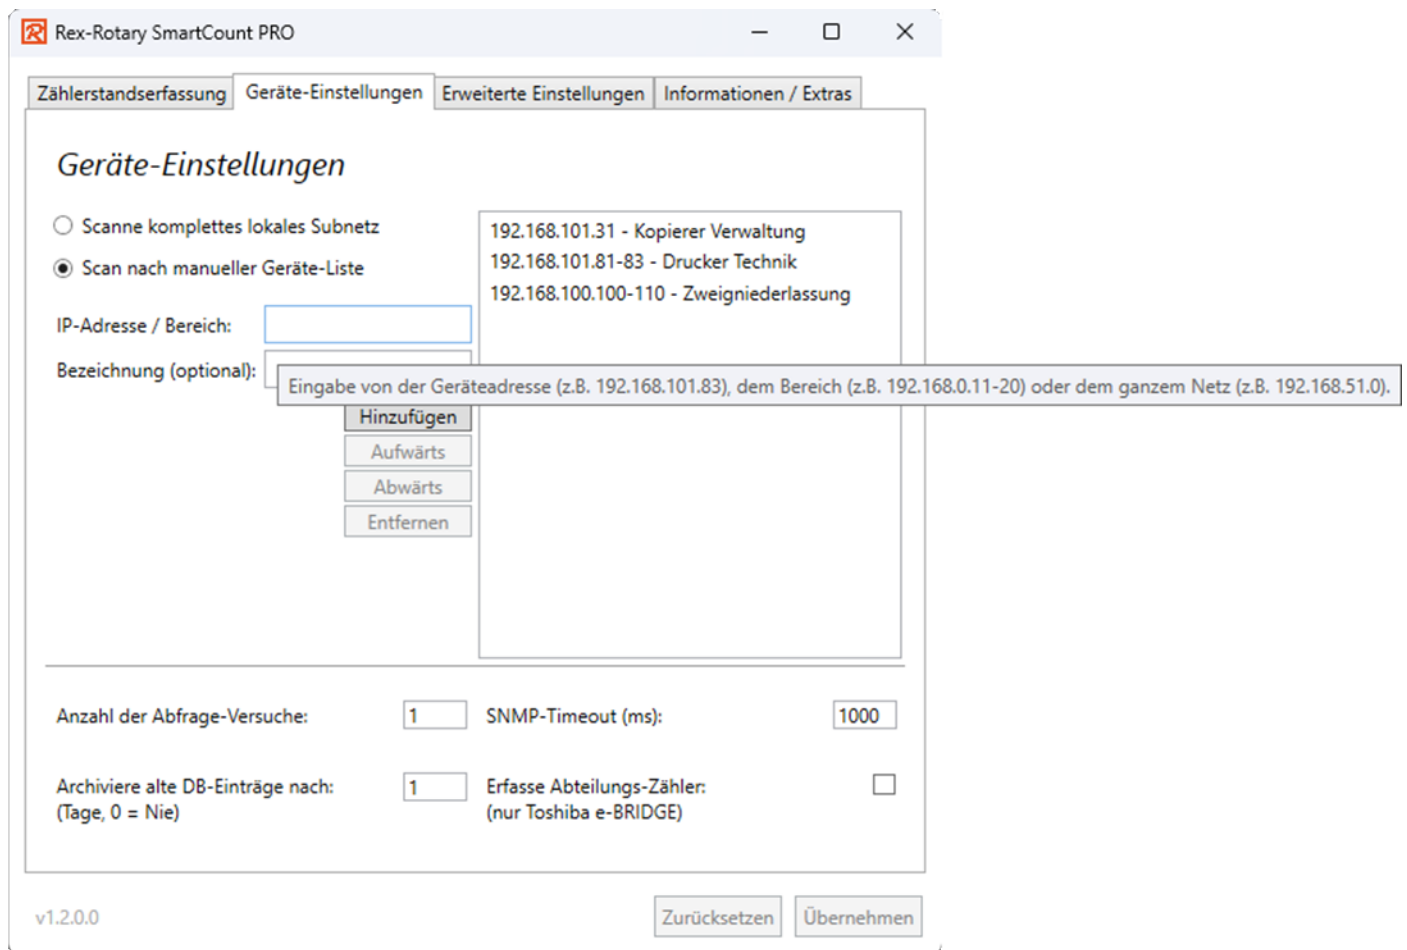 Rex-Rotary SmartCount PRO
Zählerstandserfassung
Geräte-Einstellungen
Erweiterte Einstellungen
Informationen / Extras
Geräte-Einstellungen
Scanne komplettes lokales Subnetz
Scan nach manueller Geräte-Liste
IP-Adresse / Bereich:
Bezeichnung (optional):
Eingabe von der Geräteadresse (z.B. 192.168.101.83), dem Bereich (z.B. 192.168.0.11-20) oder dem ganzem Netz (z.B. 192.168.51.0).
Hinzufügen
Aufwärts
Abwärts
Entfernen
192.168.101.31 - Kopierer Verwaltung
192.168.101.81-83 - Drucker Technik
192.168.100.100-110 - Zweigniederlassung
Anzahl der Abfrage-Versuche:
1
SNMP-Timeout (ms):
1000
Archiviere alte DB-Einträge nach:
(Tage, 0 = Nie)
1
Erfasse Abteilungs-Zähler:
(nur Toshiba e-BRIDGE)
v1.2.0.0
Zurücksetzen
Übernehmen